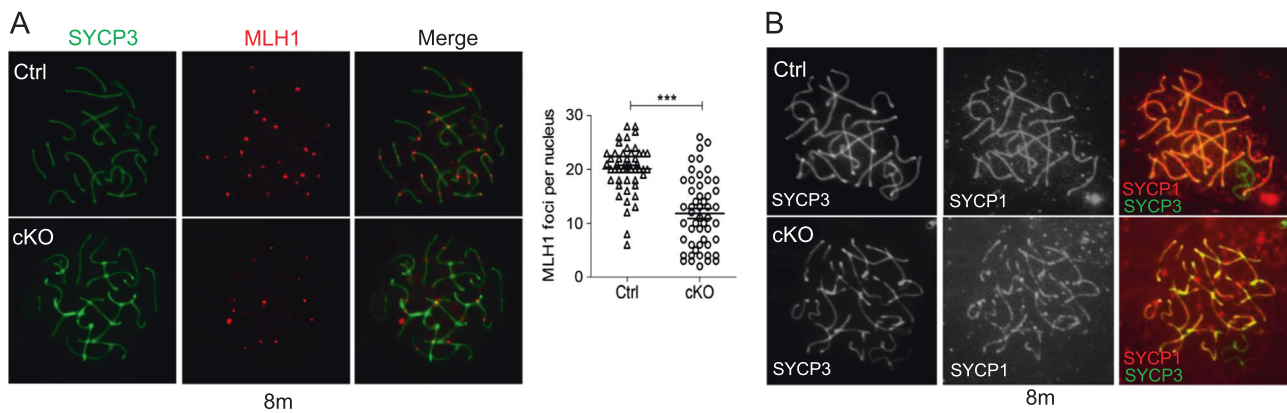 A
SYCP3 MLH1 Merge
Ctrl
cKO
8m
***
MLH1 foci per nucleus
30
20
10
0
Ctrl cKO
B
Ctrl
SYCP3 SYCP1 SYCP1
SYCP3
cKO
SYCP3 SYCP1 SYCP1
SYCP3
8m